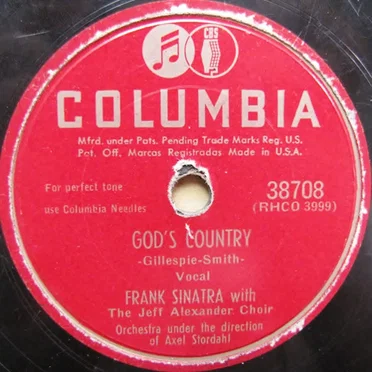 CBS
COLUMBIA
Mfrd. under Pats. Pending Trade Marks Reg. U.S.
Pat. Off. Marcas Registradas Made in U.S.A.
For perfect tone
use Columbia Needles
38708
(RHCO 3999)
GOD'S COUNTRY
-Gillespie-Smith-
Vocal
FRANK SINATRA with
The Jeff Alexander Choir
Orchestra under the direction
of Axel Stordahl